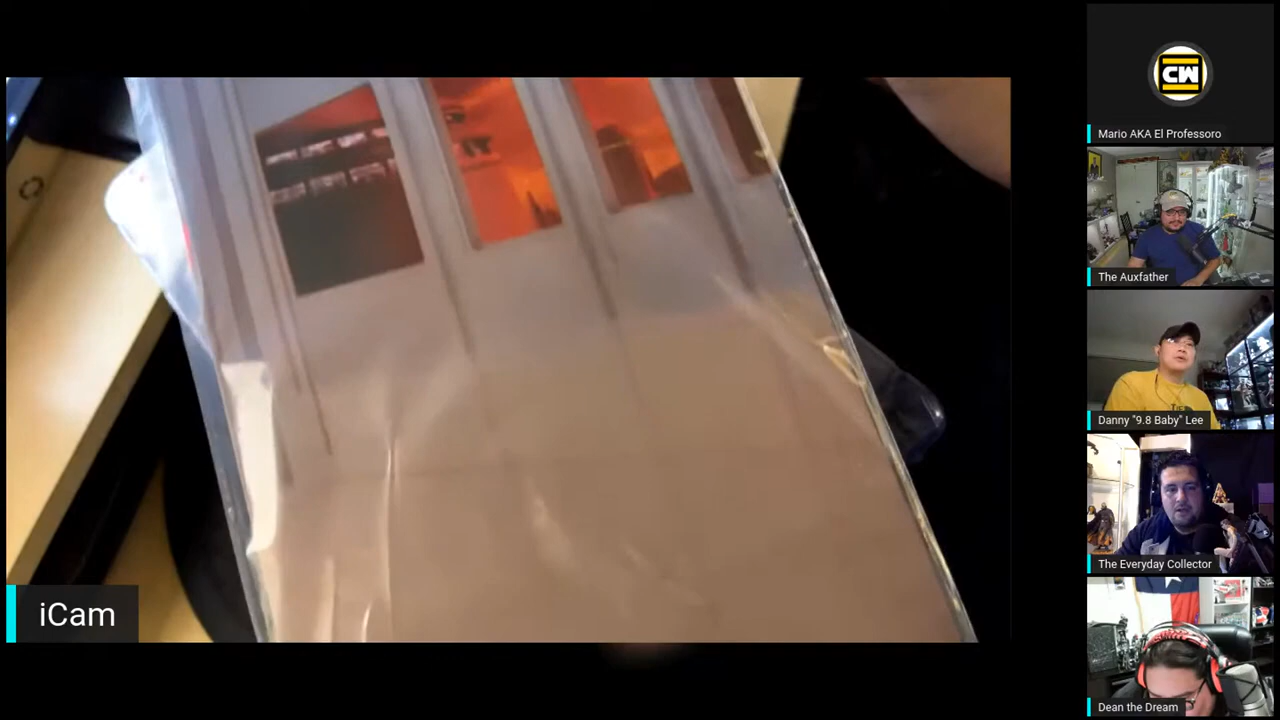 CW
Mario AKA El Professoro
The Auxfather
Danny "9.8 Baby" Lee
The Everyday Collector
iCam
Dean the Dream